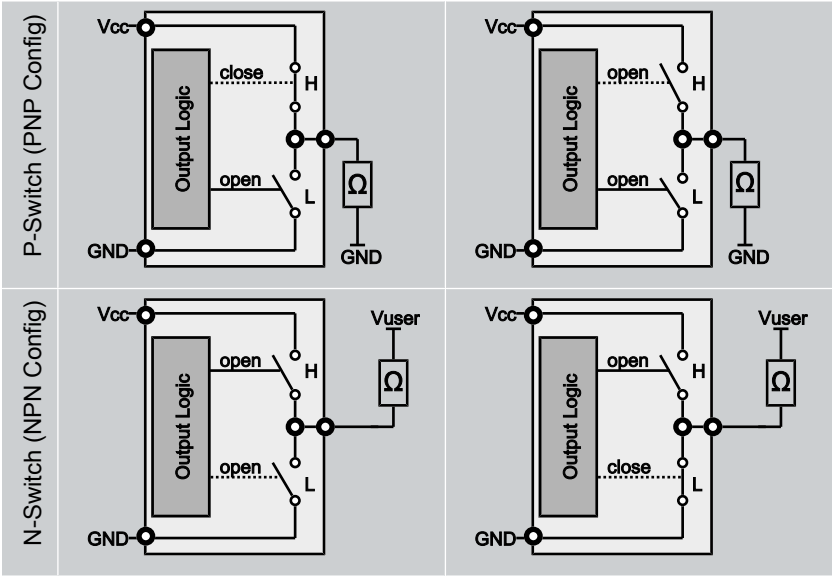 P-Switch (PNP Config)
Vcc
close
H
Output Logic
open
L
Ω
GND
GND
Vcc
open
H
Output Logic
open
L
Ω
GND
GND
N-Switch (NPN Config)
Vcc
Vuser
open
H
Ω
Output Logic
open
L
GND
Vcc
Vuser
open
H
Ω
Output Logic
close
L
GND